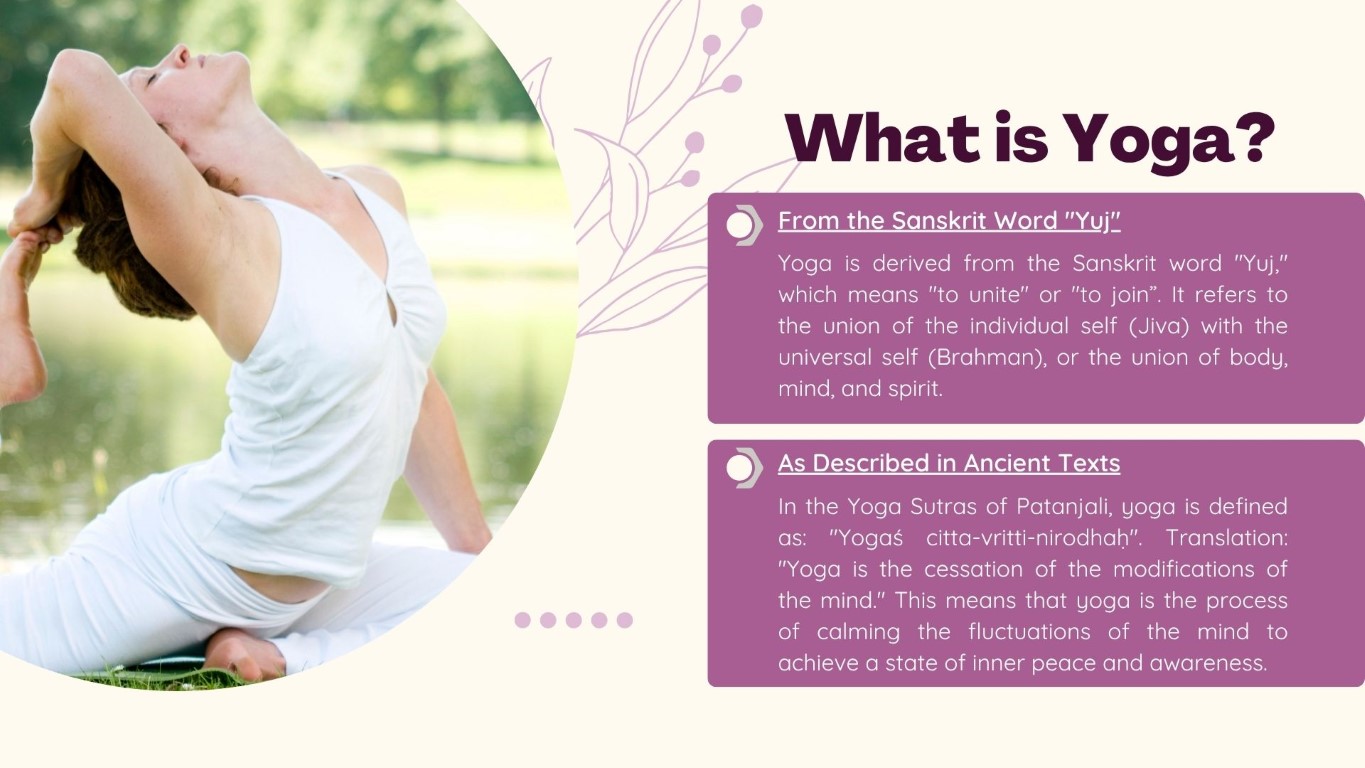 What is Yoga?
From the Sanskrit Word "Yuj"
Yoga is derived from the Sanskrit word "Yuj,"
which means "to unite" or "to join”. It refers to
the union of the individual self (Jiva) with the
universal self (Brahman), or the union of body,
mind, and spirit.
As Described in Ancient Texts
In the Yoga Sutras of Patanjali, yoga is defined
as: "Yogaś citta-vritti-nirodhaḥ". Translation:
"Yoga is the cessation of the modifications of
the mind." This means that yoga is the process
of calming the fluctuations of the mind to
achieve a state of inner peace and awareness.